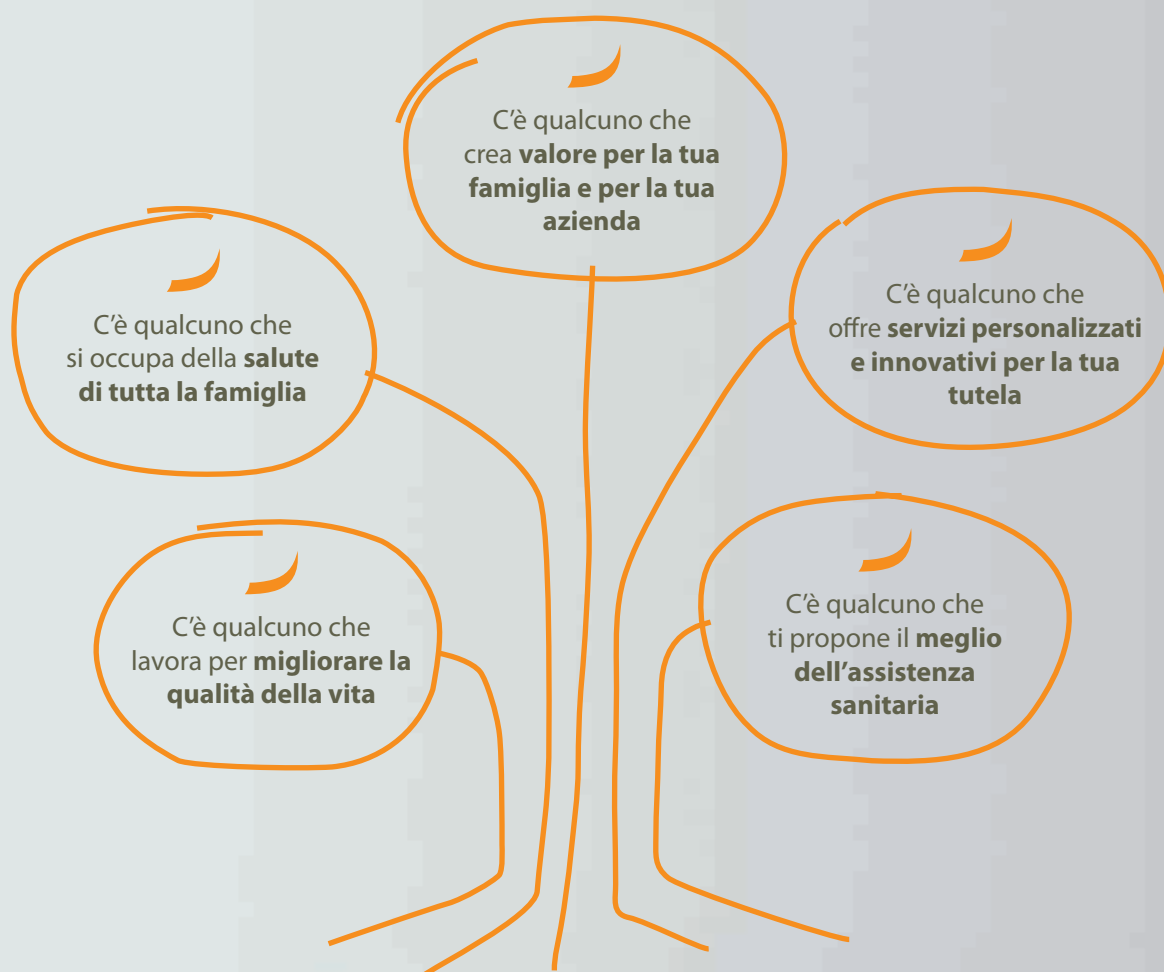 C'è qualcuno che
crea valore per la tua
famiglia e per la tua
azienda
C'è qualcuno che
si occupa della salute
di tutta la famiglia
C'è qualcuno che
offre servizi personalizzati
e innovativi per la tua
tutela
C'è qualcuno che
lavora per migliorare la
qualità della vita
C'è qualcuno che
ti propone il meglio
dell’assistenza
sanitaria